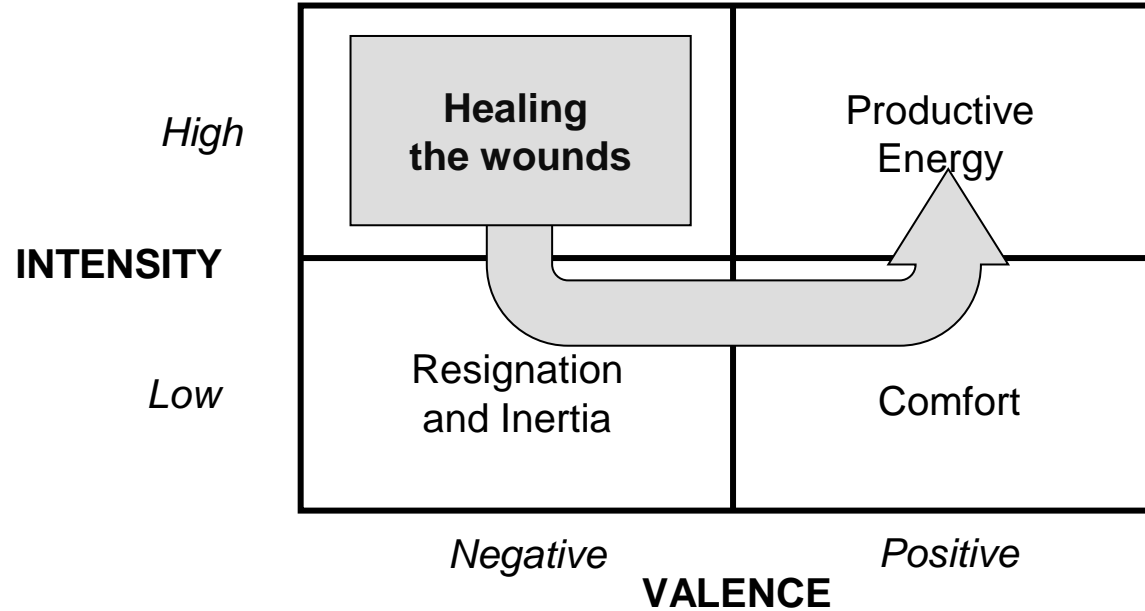 Healing
the wounds
Productive
Energy
High
INTENSITY
Resignation
and Inertia
Low
Comfort
Negative
Positive
VALENCE